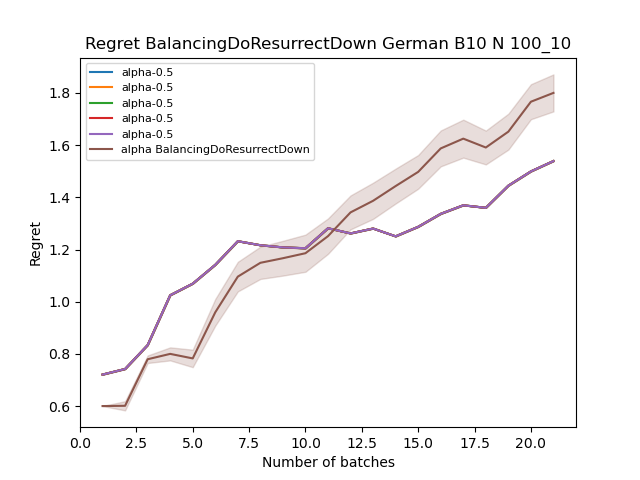 Regret BalancingDoResurrectDown German B10 N 100_10
alpha-0.5
alpha-0.5
alpha-0.5
alpha-0.5
alpha-0.5
alpha BalancingDoResurrectDown
1.8
1.6
1.4
1.2
1.0
0.8
0.6
Regret
0.0 2.5 5.0 7.5 10.0 12.5 15.0 17.5 20.0
Number of batches